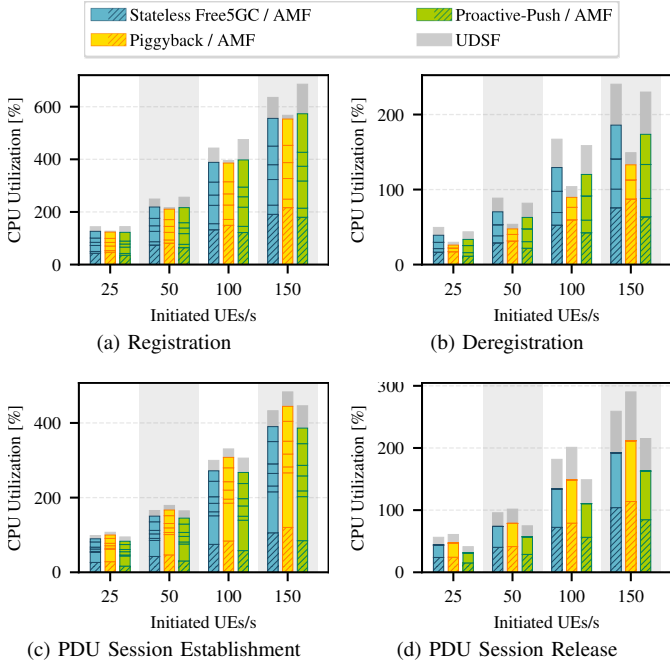 Stateless Free5GC / AMF
Proactive-Push / AMF
Piggyback / AMF
UDSF
CPU Utilization [%]
600
400
200
0
25 50 100 150
Initiated UEs/s
(a) Registration
CPU Utilization [%]
200
100
0
25 50 100 150
Initiated UEs/s
(b) Deregistration
CPU Utilization [%]
400
200
0
25 50 100 150
Initiated UEs/s
(c) PDU Session Establishment
CPU Utilization [%]
300
200
100
0
25 50 100 150
Initiated UEs/s
(d) PDU Session Release